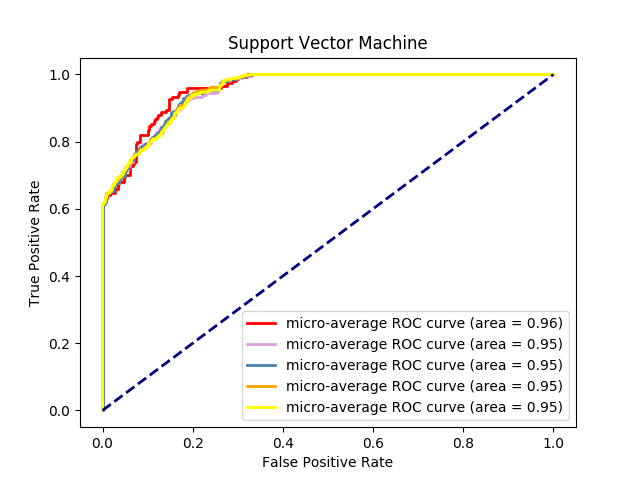 Support Vector Machine
True Positive Rate
1.0
0.8
0.6
0.4
0.2
0.0
micro-average ROC curve (area = 0.96)
micro-average ROC curve (area = 0.95)
micro-average ROC curve (area = 0.95)
micro-average ROC curve (area = 0.95)
micro-average ROC curve (area = 0.95)
0.0 0.2 0.4 0.6 0.8 1.0
False Positive Rate